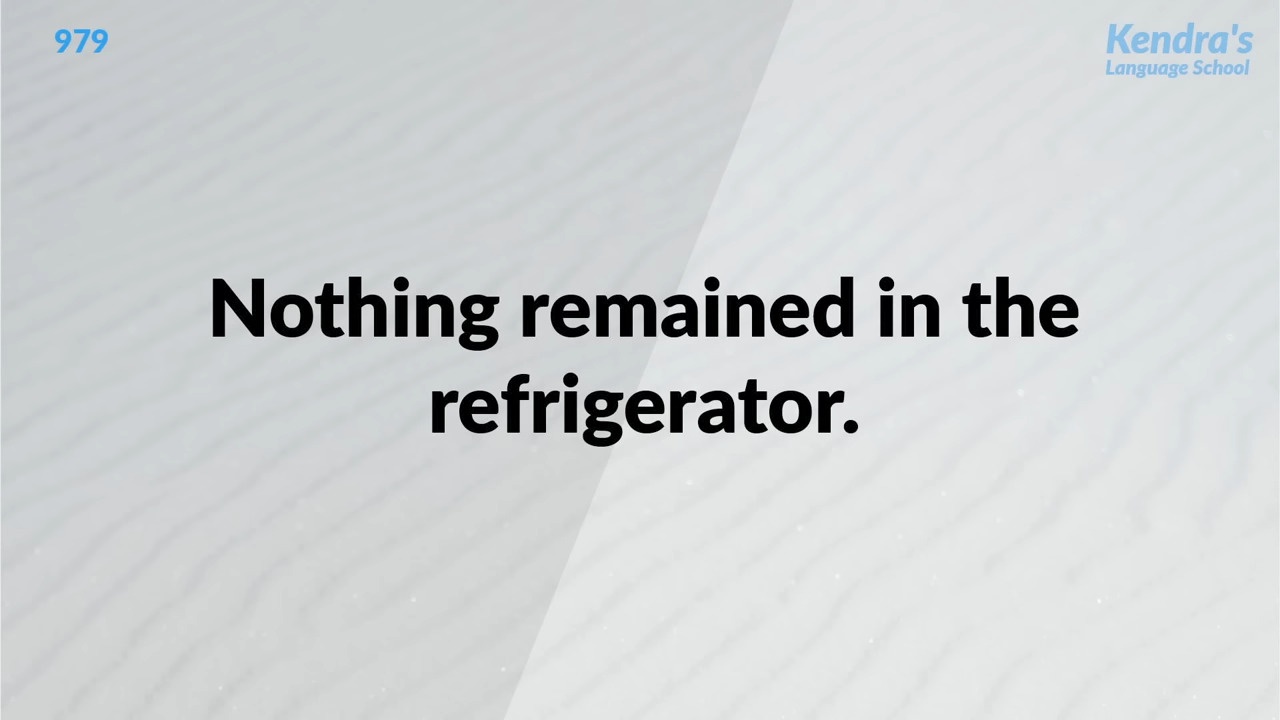 979
Kendra's
Language School
Nothing remained in the
refrigerator.